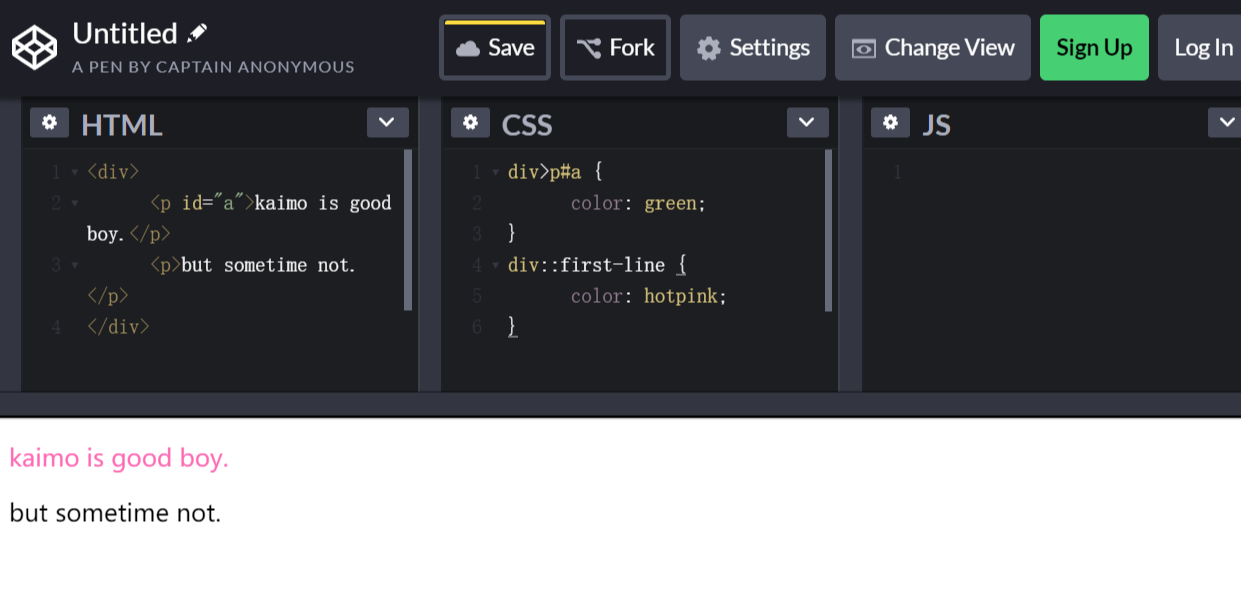 Untitled
A PEN BY CAPTAIN ANONYMOUS
Save
Fork
Settings
Change View
Sign Up
Log In
HTML
1 <div>
2 <p id="a">kaimo is good
boy.</p>
3 <p>but sometime not.
</p>
4 </div>
CSS
1 div>p#a {
2 color: green;
3 }
4 div::first-line {
5 color: hotpink;
6 }
JS
1
kaimo is good boy.
but sometime not.